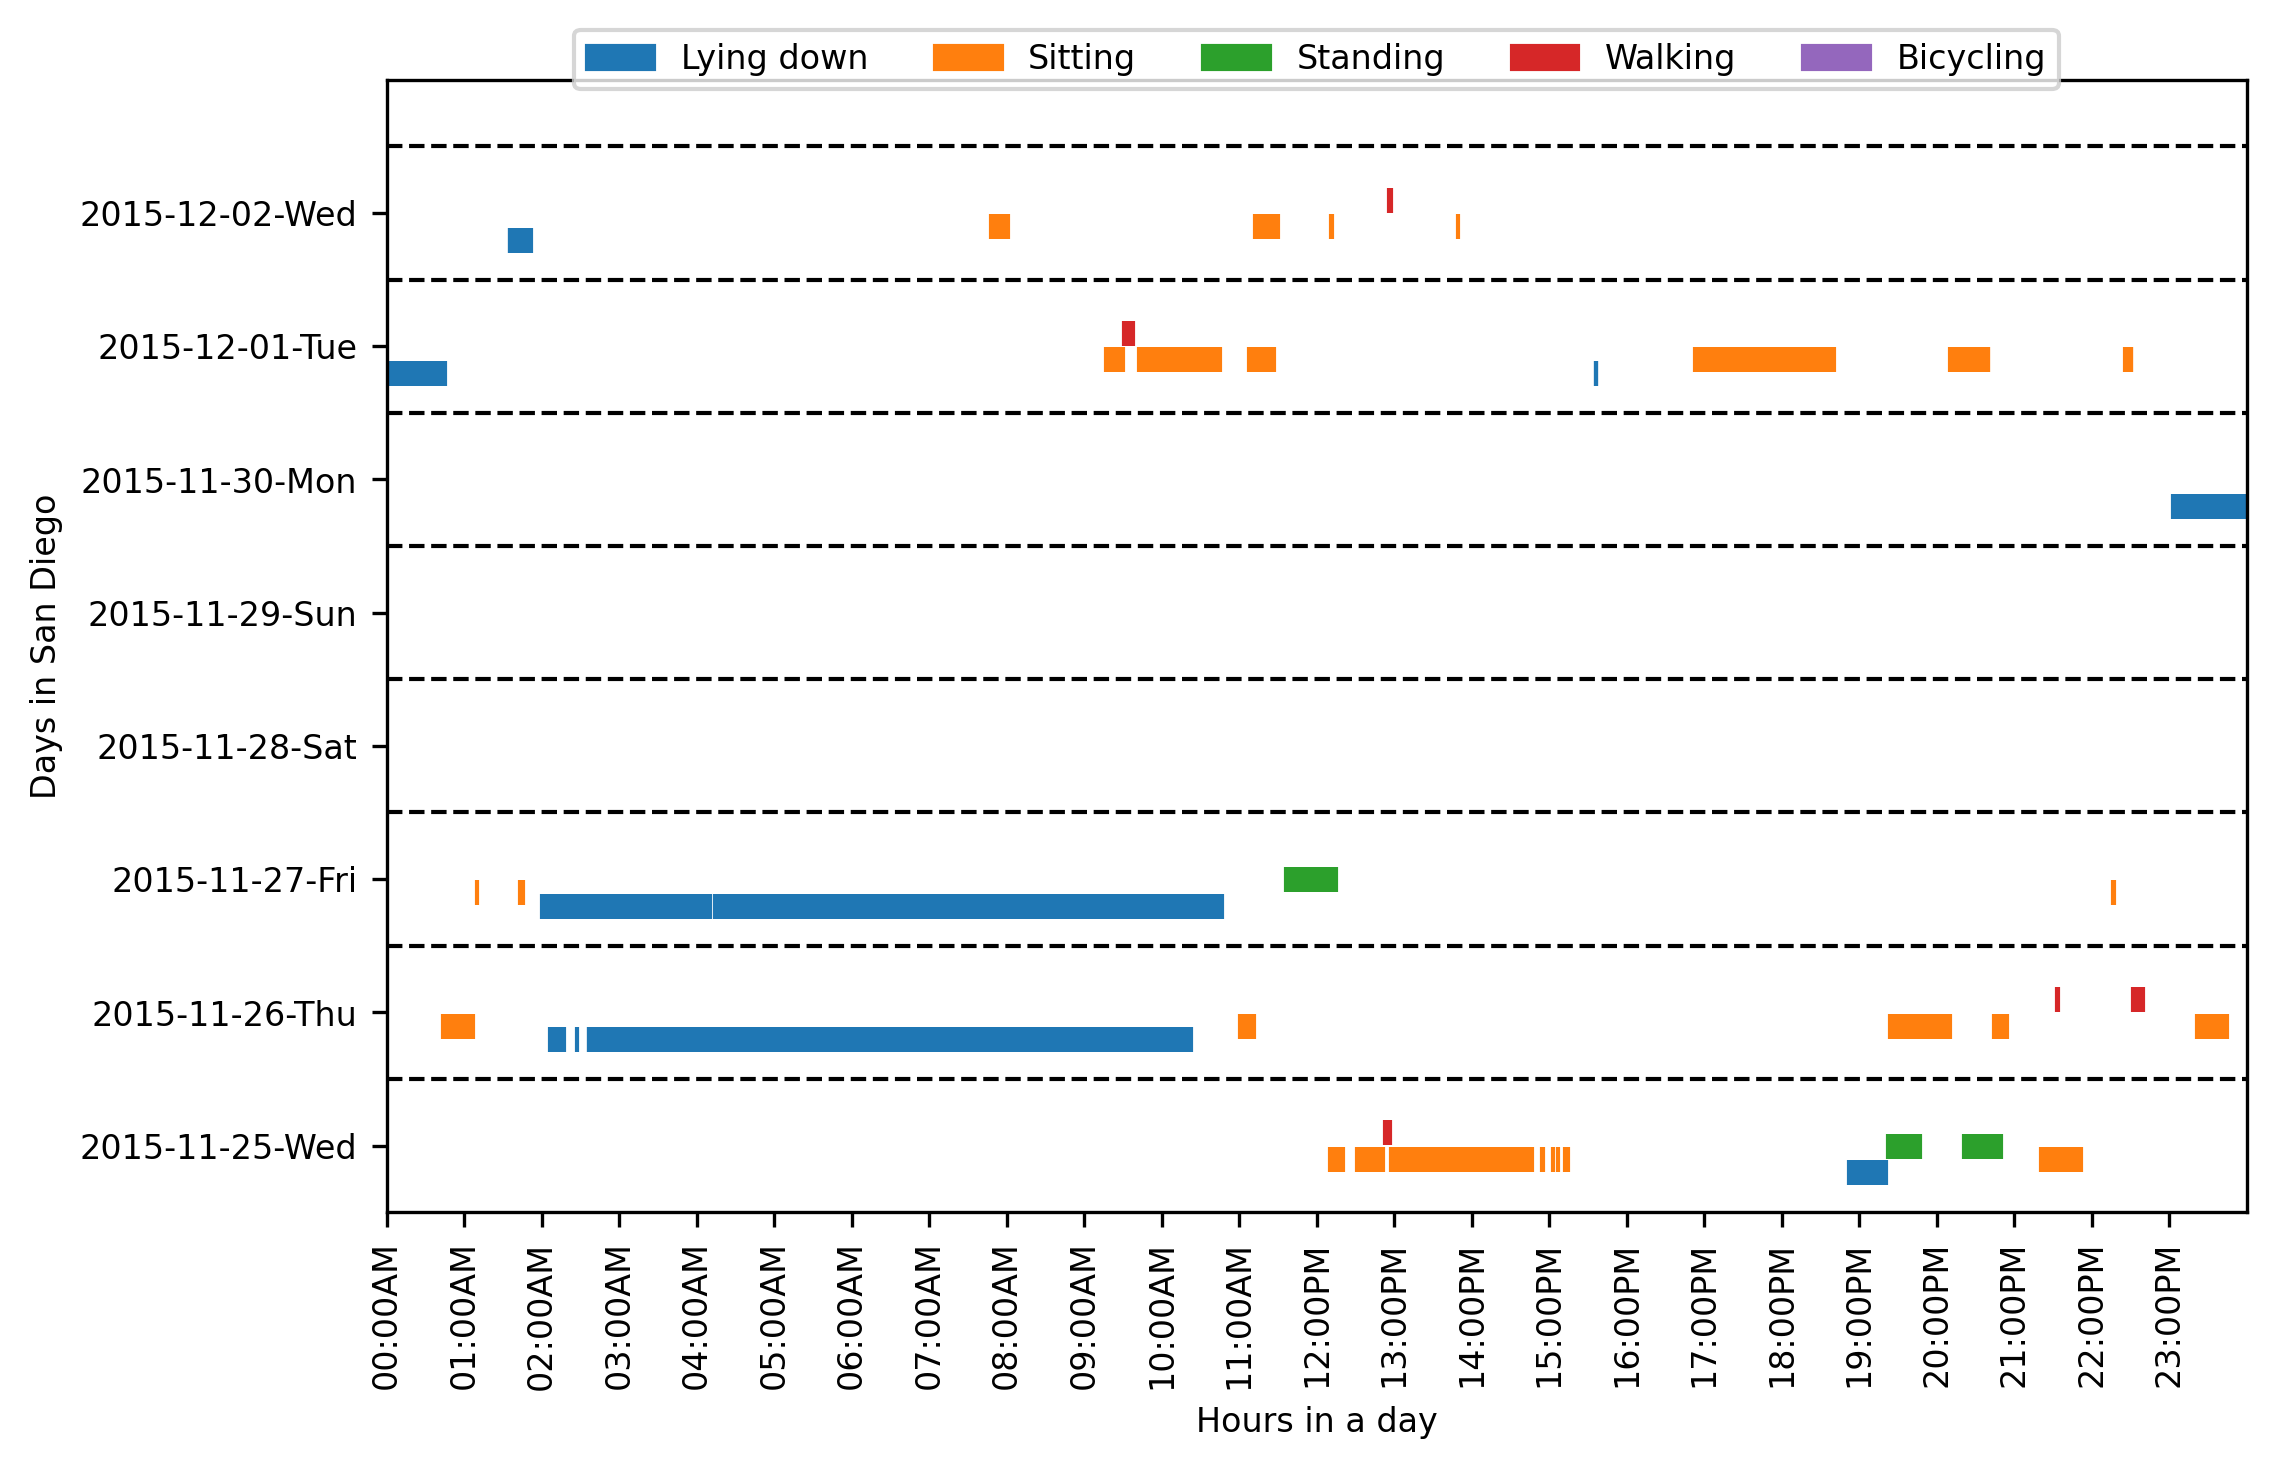 Lying down Sitting Standing Walking Bicycling
2015-12-02-Wed
2015-12-01-Tue
2015-11-30-Mon
2015-11-29-Sun
2015-11-28-Sat
2015-11-27-Fri
2015-11-26-Thu
2015-11-25-Wed
Days in San Diego
00:00AM
01:00AM
02:00AM
03:00AM
04:00AM
05:00AM
06:00AM
07:00AM
08:00AM
09:00AM
10:00AM
11:00AM
12:00PM
13:00PM
14:00PM
15:00PM
16:00PM
17:00PM
18:00PM
19:00PM
20:00PM
21:00PM
22:00PM
23:00PM
Hours in a day